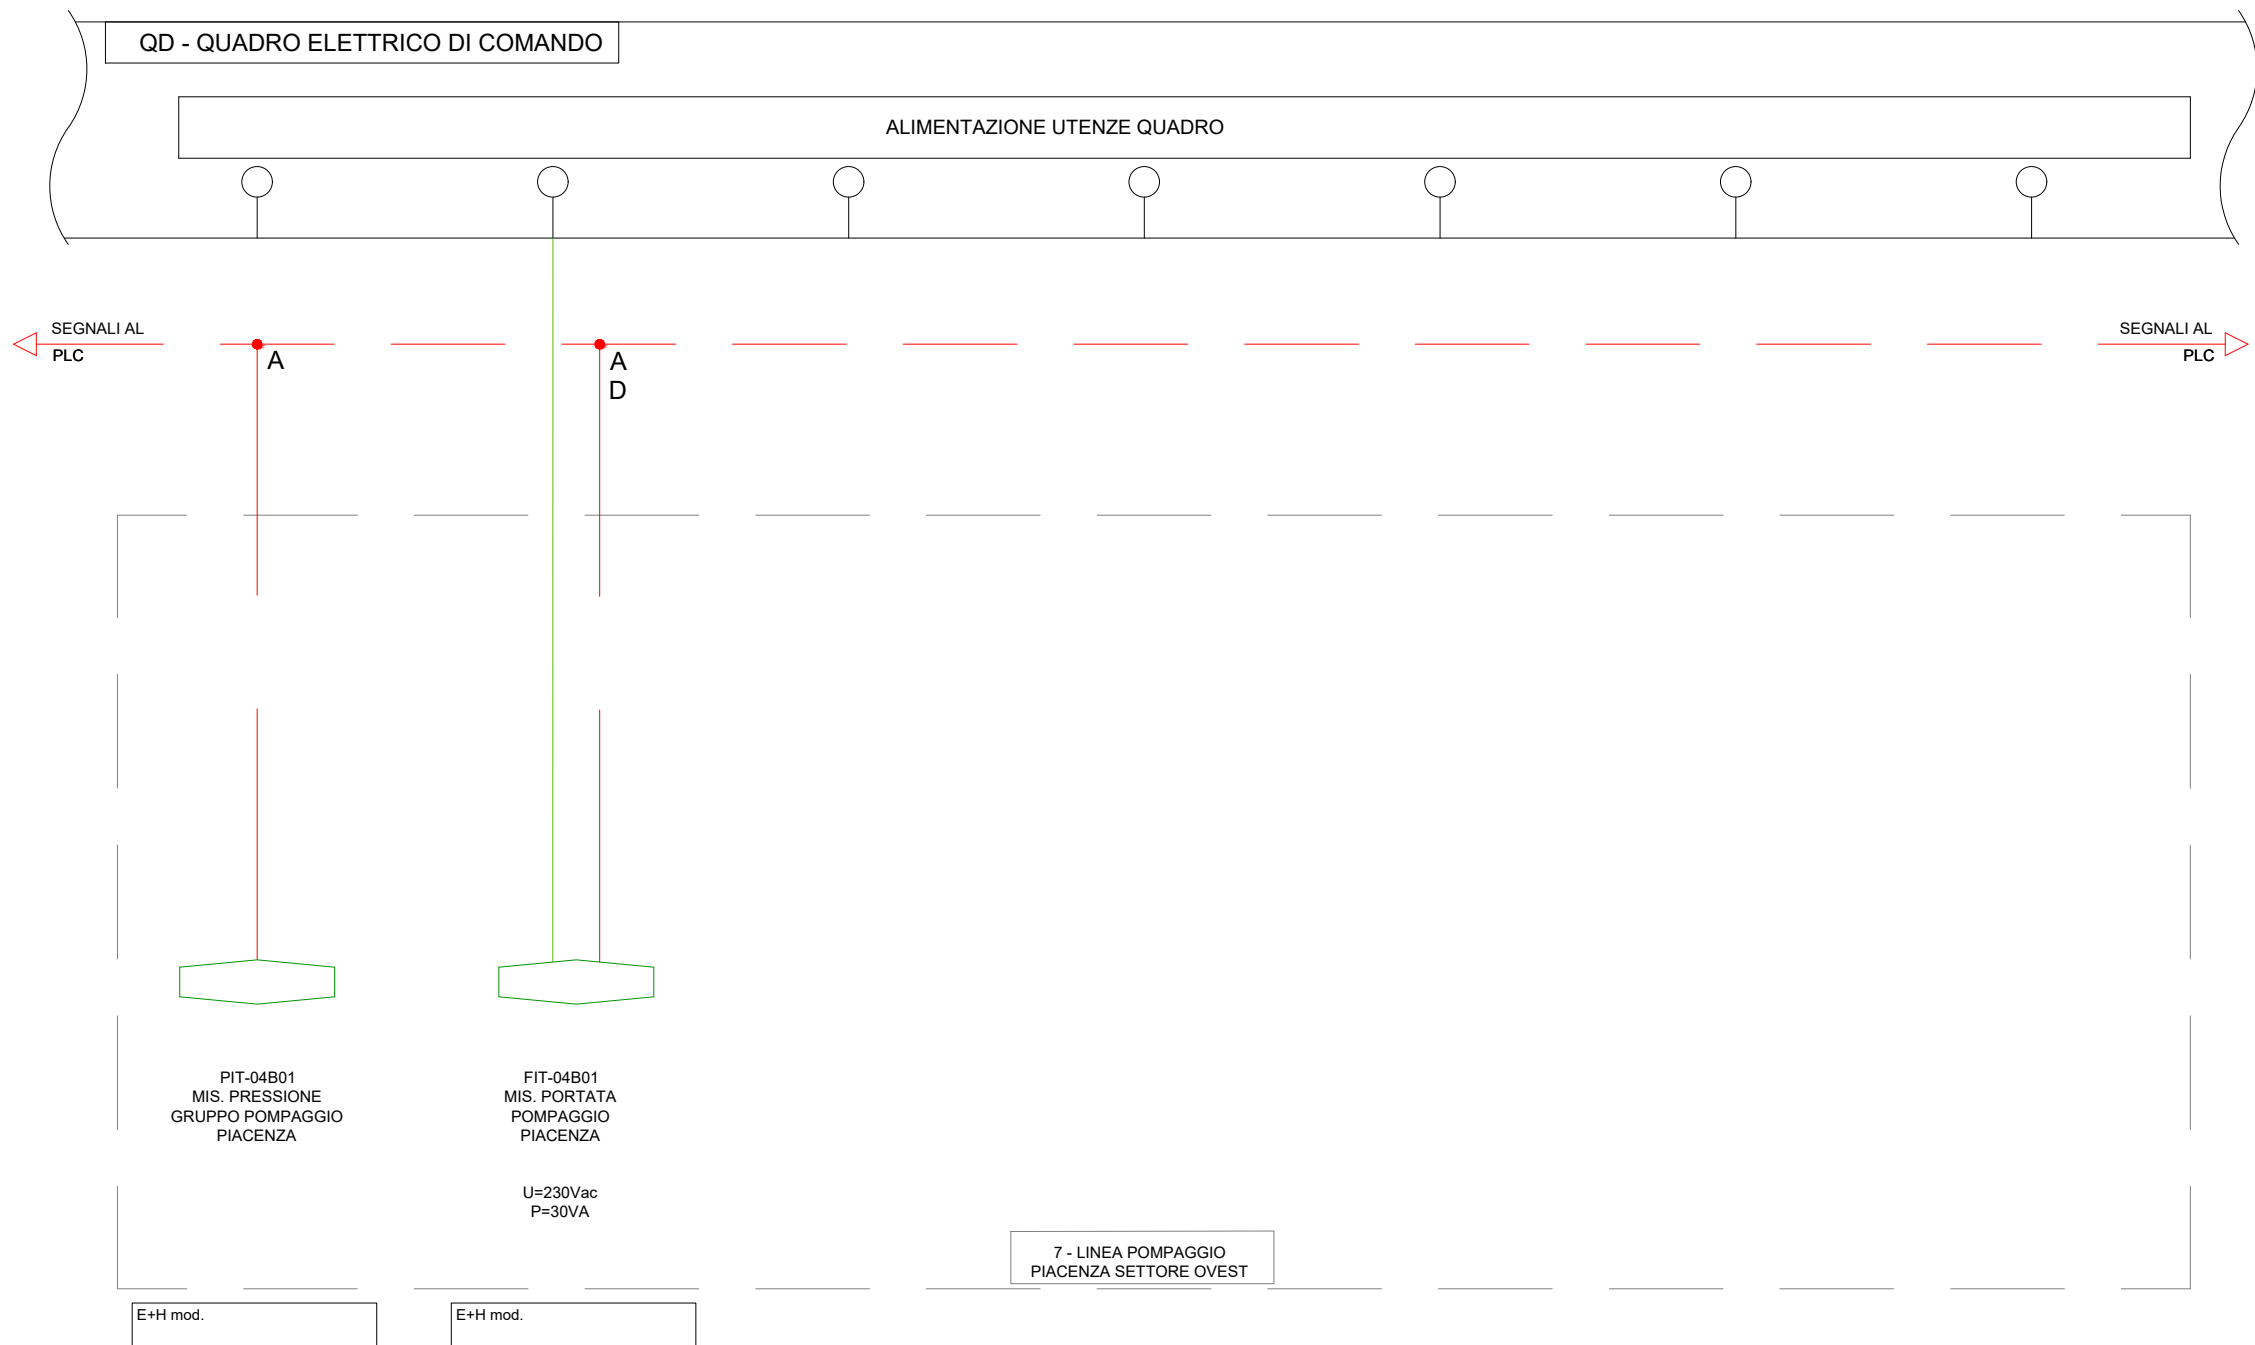 QD - QUADRO ELETTRICO DI COMANDO
ALIMENTAZIONE UTENZE QUADRO
SEGNALI AL
PLC
A
A
D
SEGNALI AL
PLC
PIT-04B01
MIS. PRESSIONE
GRUPPO POMPAGGIO
PIACENZA
FIT-04B01
MIS. PORTATA
POMPAGGIO
PIACENZA
U=230Vac
P=30VA
7 - LINEA POMPAGGIO
PIACENZA SETTORE OVEST
E+H mod.
E+H mod.